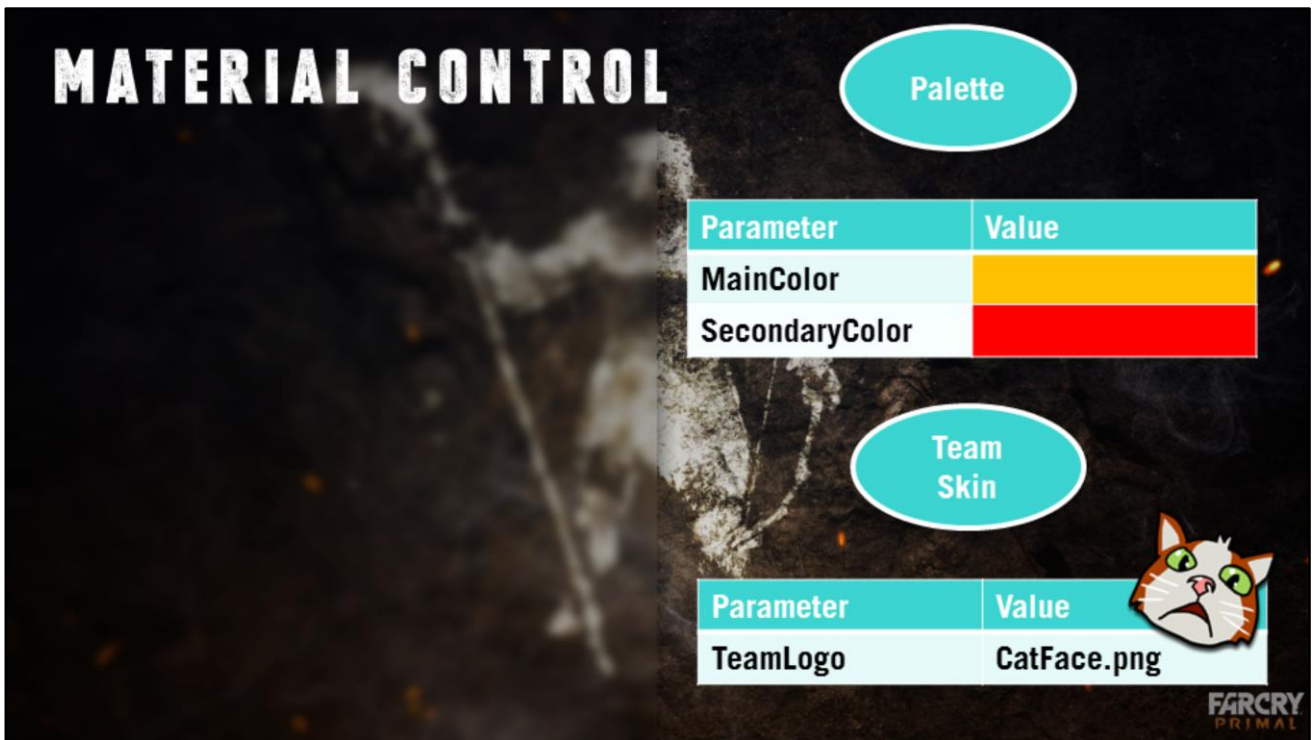 MATERIAL CONTROL
Palette
Parameter Value
MainColor
SecondaryColor
Team
Skin
Parameter Value
TeamLogo CatFace.png
FARCRY
PRIMAL